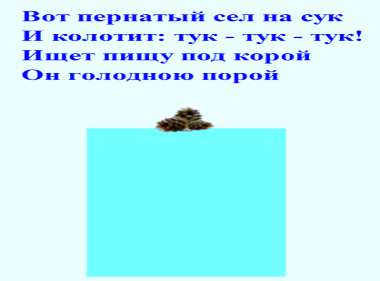 Вот пернатый сел на сук
И колотит: тук - тук - тук!
Ищет пищу под корой
Он голодною порой